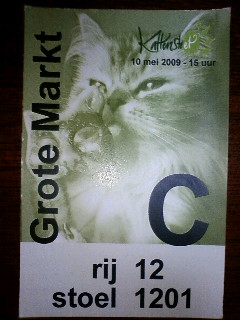 Kattenstoet
10 mei 2009 - 15 uur
Grote Markt
C
rij 12
stoel 1201